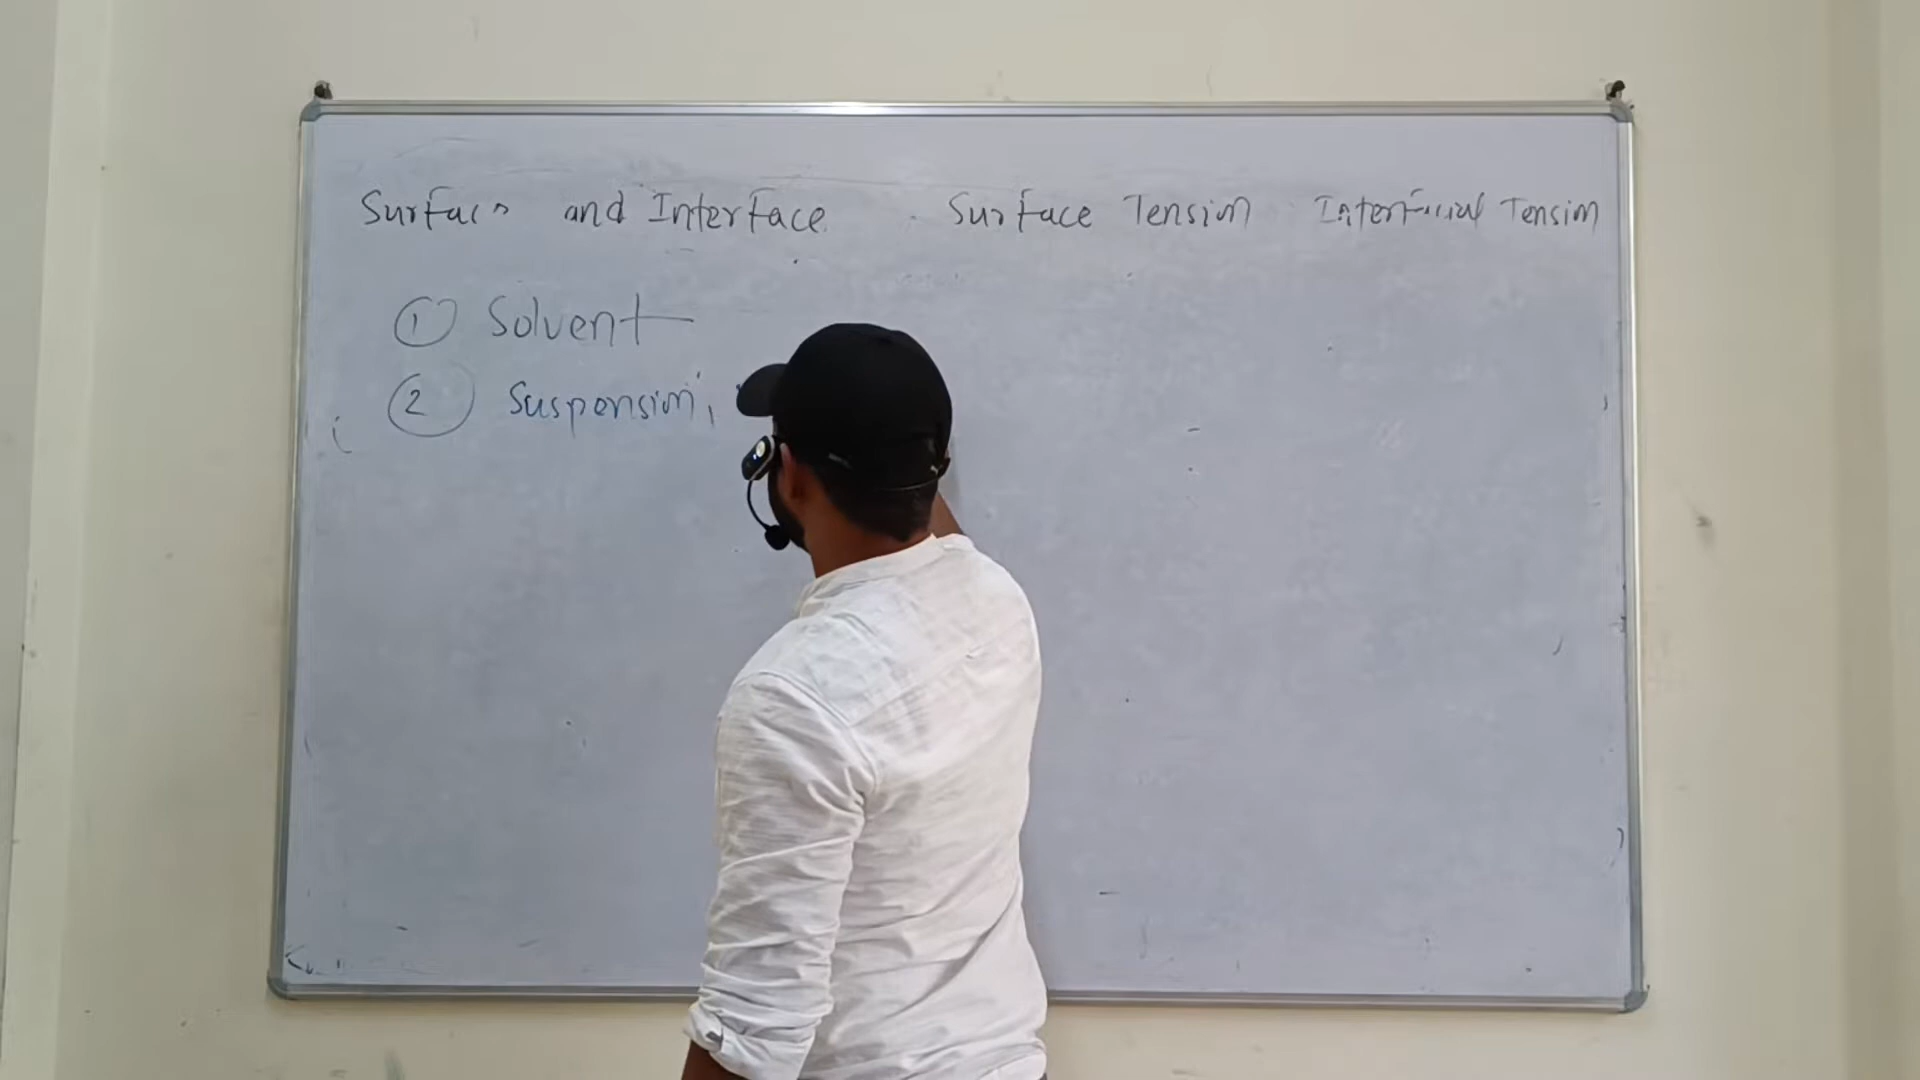 Surface and Interface. Surface Tension Interfacial Tension
① Solvent
② Suspension,